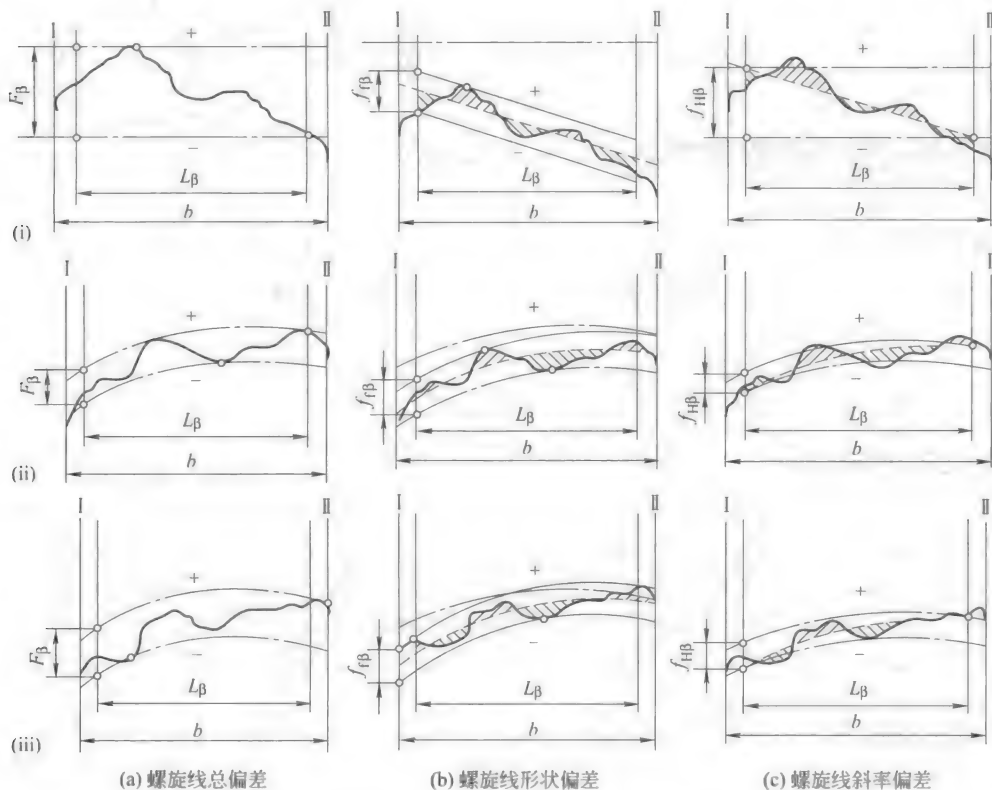 Ⅰ Ⅱ Ⅰ Ⅱ Ⅰ Ⅱ
+ + +
Fβ ffβ fHβ
− − −
Lβ Lβ Lβ
b b b
(i)
Ⅰ Ⅱ Ⅰ Ⅱ Ⅰ Ⅱ
+ + +
Fβ ffβ fHβ
− − −
Lβ Lβ Lβ
b b b
(ii)
Ⅰ Ⅱ Ⅰ Ⅱ Ⅰ Ⅱ
+ + +
Fβ ffβ fHβ
− − −
Lβ Lβ Lβ
b b b
(iii)
(a) 螺旋线总偏差 (b) 螺旋线形状偏差 (c) 螺旋线斜率偏差